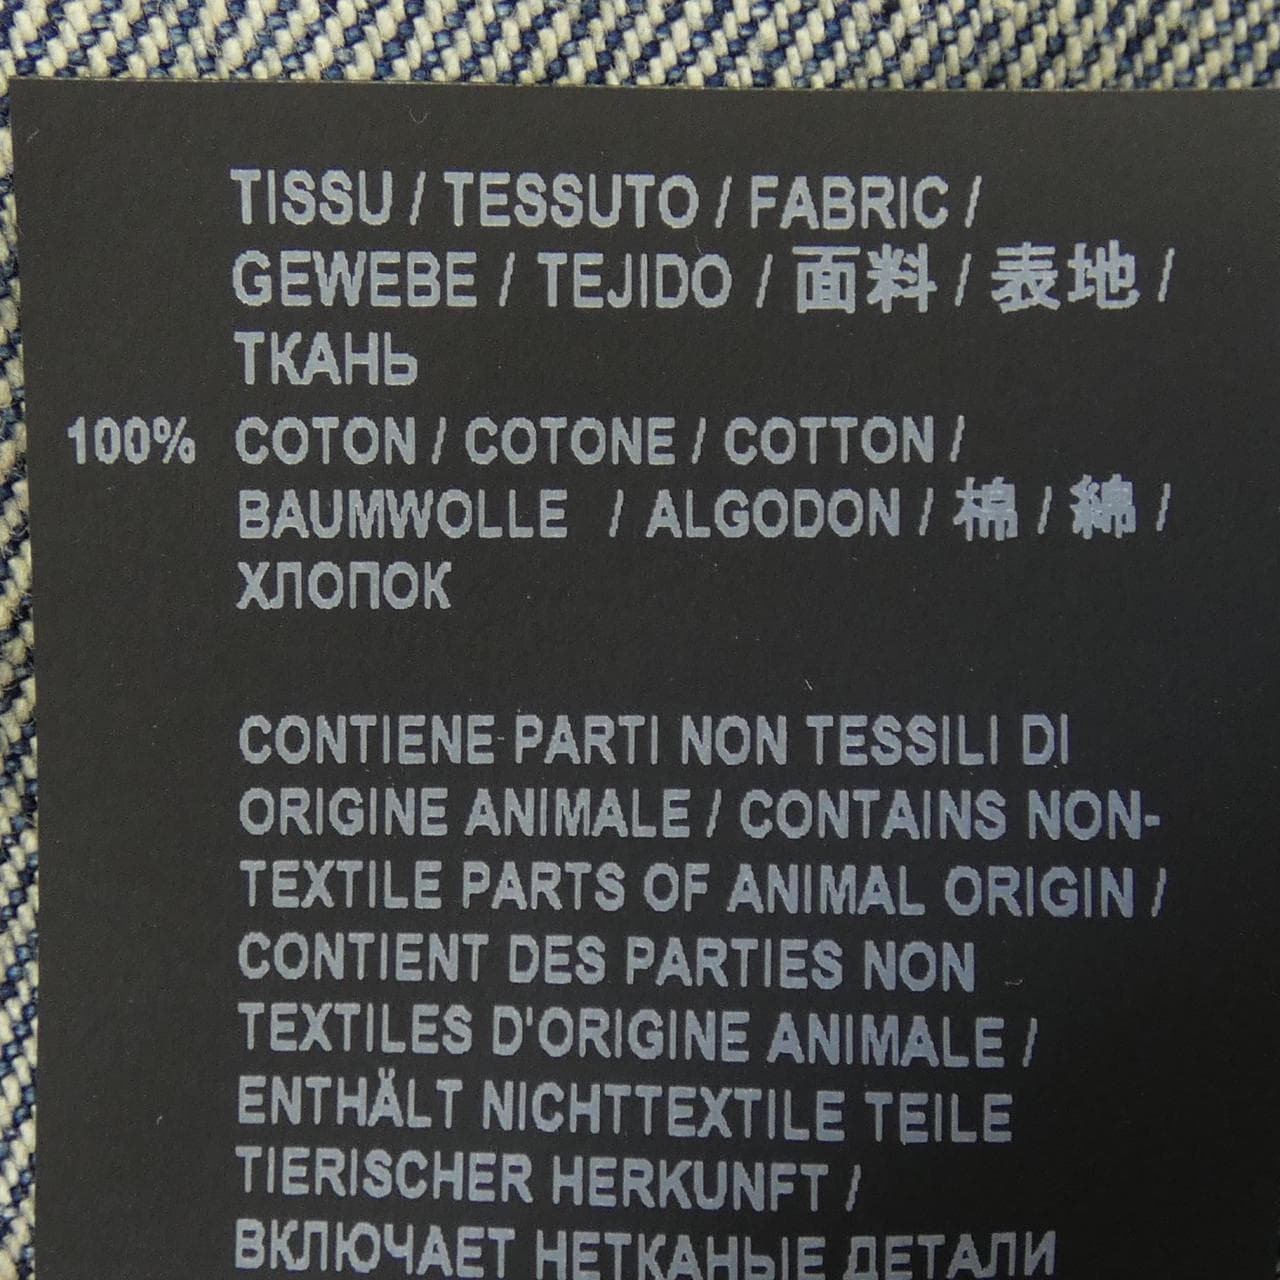 TISSU / TESSUTO / FABRIC /
GEWEBE / TEJIDO / 面料 / 表地 /
ТКАНЬ
100% COTON / COTONE / COTTON /
BAUMWOLLE / ALGODON / 棉 / 綿 /
ХЛОПОК
CONTIENE PARTI NON TESSILI DI
ORIGINE ANIMALE / CONTAINS NON-
TEXTILE PARTS OF ANIMAL ORIGIN /
CONTIENT DES PARTIES NON
TEXTILES D'ORIGINE ANIMALE /
ENTHÄLT NICHTTEXTILE TEILE
TIERISCHER HERKUNFT /
ВКЛЮЧАЕТ НЕТКАНЫЕ ДЕТАЛИ